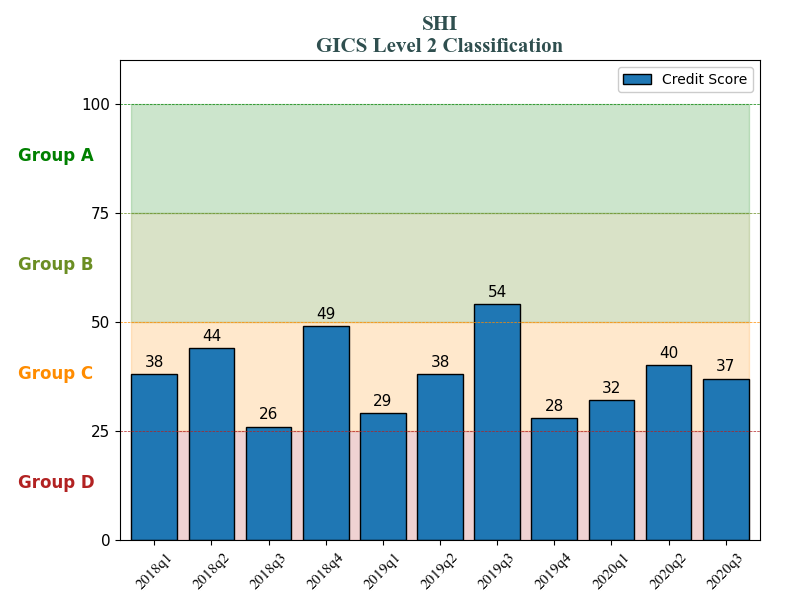 SHI
GICS Level 2 Classification
Credit Score
100
Group A
75
Group B
50
Group C
25
Group D
0
38
44
26
49
29
38
54
28
32
40
37
2018q1
2018q2
2018q3
2018q4
2019q1
2019q2
2019q3
2019q4
2020q1
2020q2
2020q3